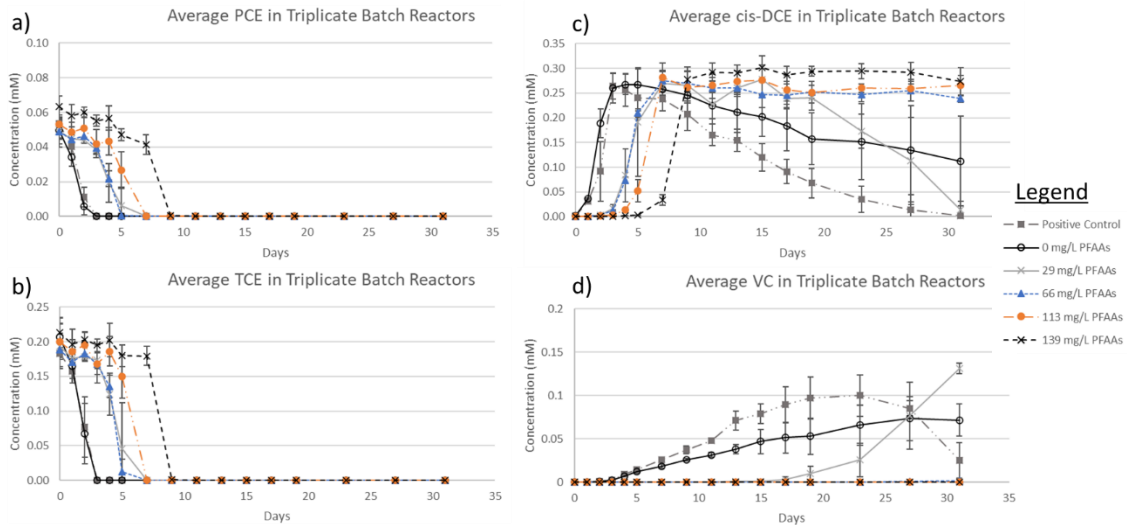 a)
Average PCE in Triplicate Batch Reactors
0.10
0.08
0.06
0.04
0.02
0.00
Concentration (mM)
0 5 10 15 20 25 30 35
Days
b)
Average TCE in Triplicate Batch Reactors
0.25
0.20
0.15
0.10
0.05
0.00
Concentration (mM)
0 5 10 15 20 25 30 35
Days
c)
Average cis-DCE in Triplicate Batch Reactors
0.35
0.30
0.25
0.20
0.15
0.10
0.05
0.00
Concentration (mM)
0 5 10 15 20 25 30 35
Days
d)
Average VC in Triplicate Batch Reactors
0.2
0.15
0.1
0.05
0
Concentration (mM)
0 5 10 15 20 25 30 35
Days
Legend
Positive Control
0 mg/L PFAAs
29 mg/L PFAAs
66 mg/L PFAAs
113 mg/L PFAAs
139 mg/L PFAAs